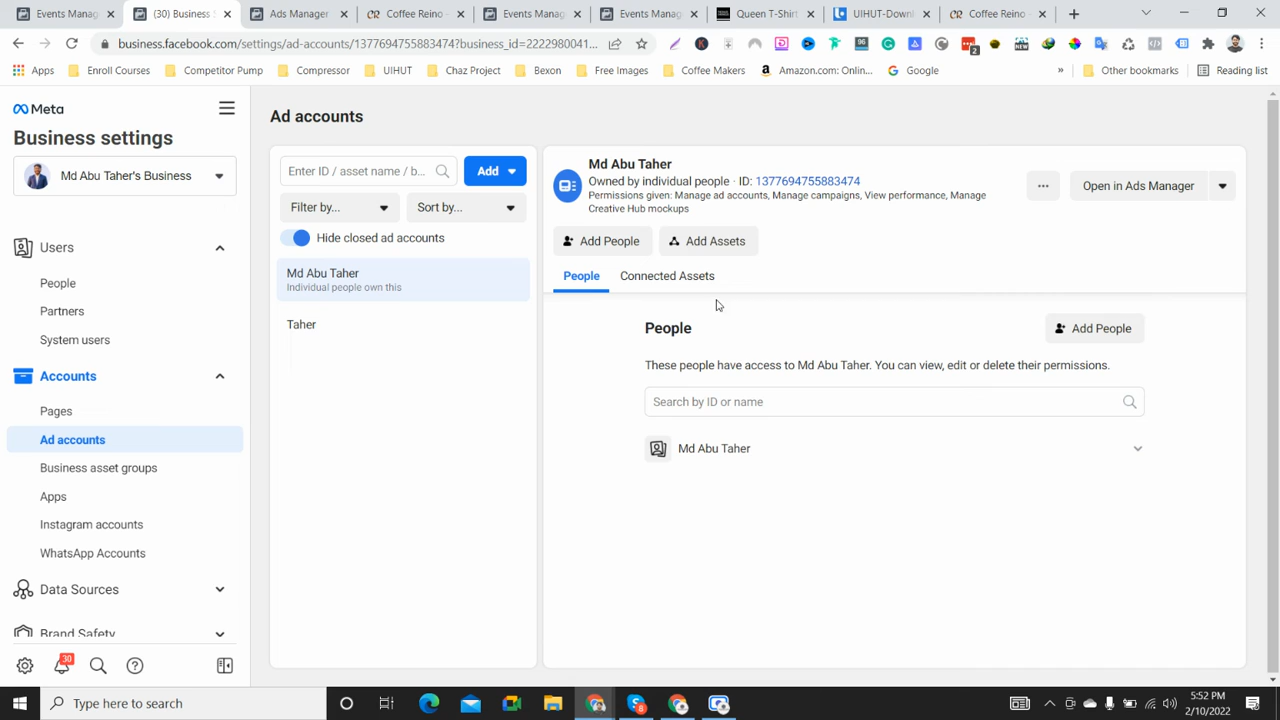 Events Manag
(30) Business S
Ads Manager
Coffee Reino
Events Manag
Events Manag
Queen T-Shirt
UIHUT-Downl
Coffee Reino
business.facebook.com/settings/ad-accounts/1377694755883474?business_id=2222980041...
Apps
Enroll Courses
Competitor Pump
Compressor
UIHUT
Chaz Project
Bexon
Free Images
Coffee Makers
Amazon.com: Onlin...
Google
Other bookmarks
Reading list
Meta
Business settings
Md Abu Taher's Business
Users
People
Partners
System users
Accounts
Pages
Ad accounts
Business asset groups
Apps
Instagram accounts
WhatsApp Accounts
Data Sources
Brand Safety
30
Ad accounts
Enter ID / asset name / b...
Add
Filter by...
Sort by...
Hide closed ad accounts
Md Abu Taher
Individual people own this
Taher
Md Abu Taher
Owned by individual people · ID: 1377694755883474
Permissions given: Manage ad accounts, Manage campaigns, View performance, Manage
Creative Hub mockups
Open in Ads Manager
Add People
Add Assets
People
Connected Assets
People
Add People
These people have access to Md Abu Taher. You can view, edit or delete their permissions.
Search by ID or name
Md Abu Taher
Type here to search
5:52 PM
2/10/2022